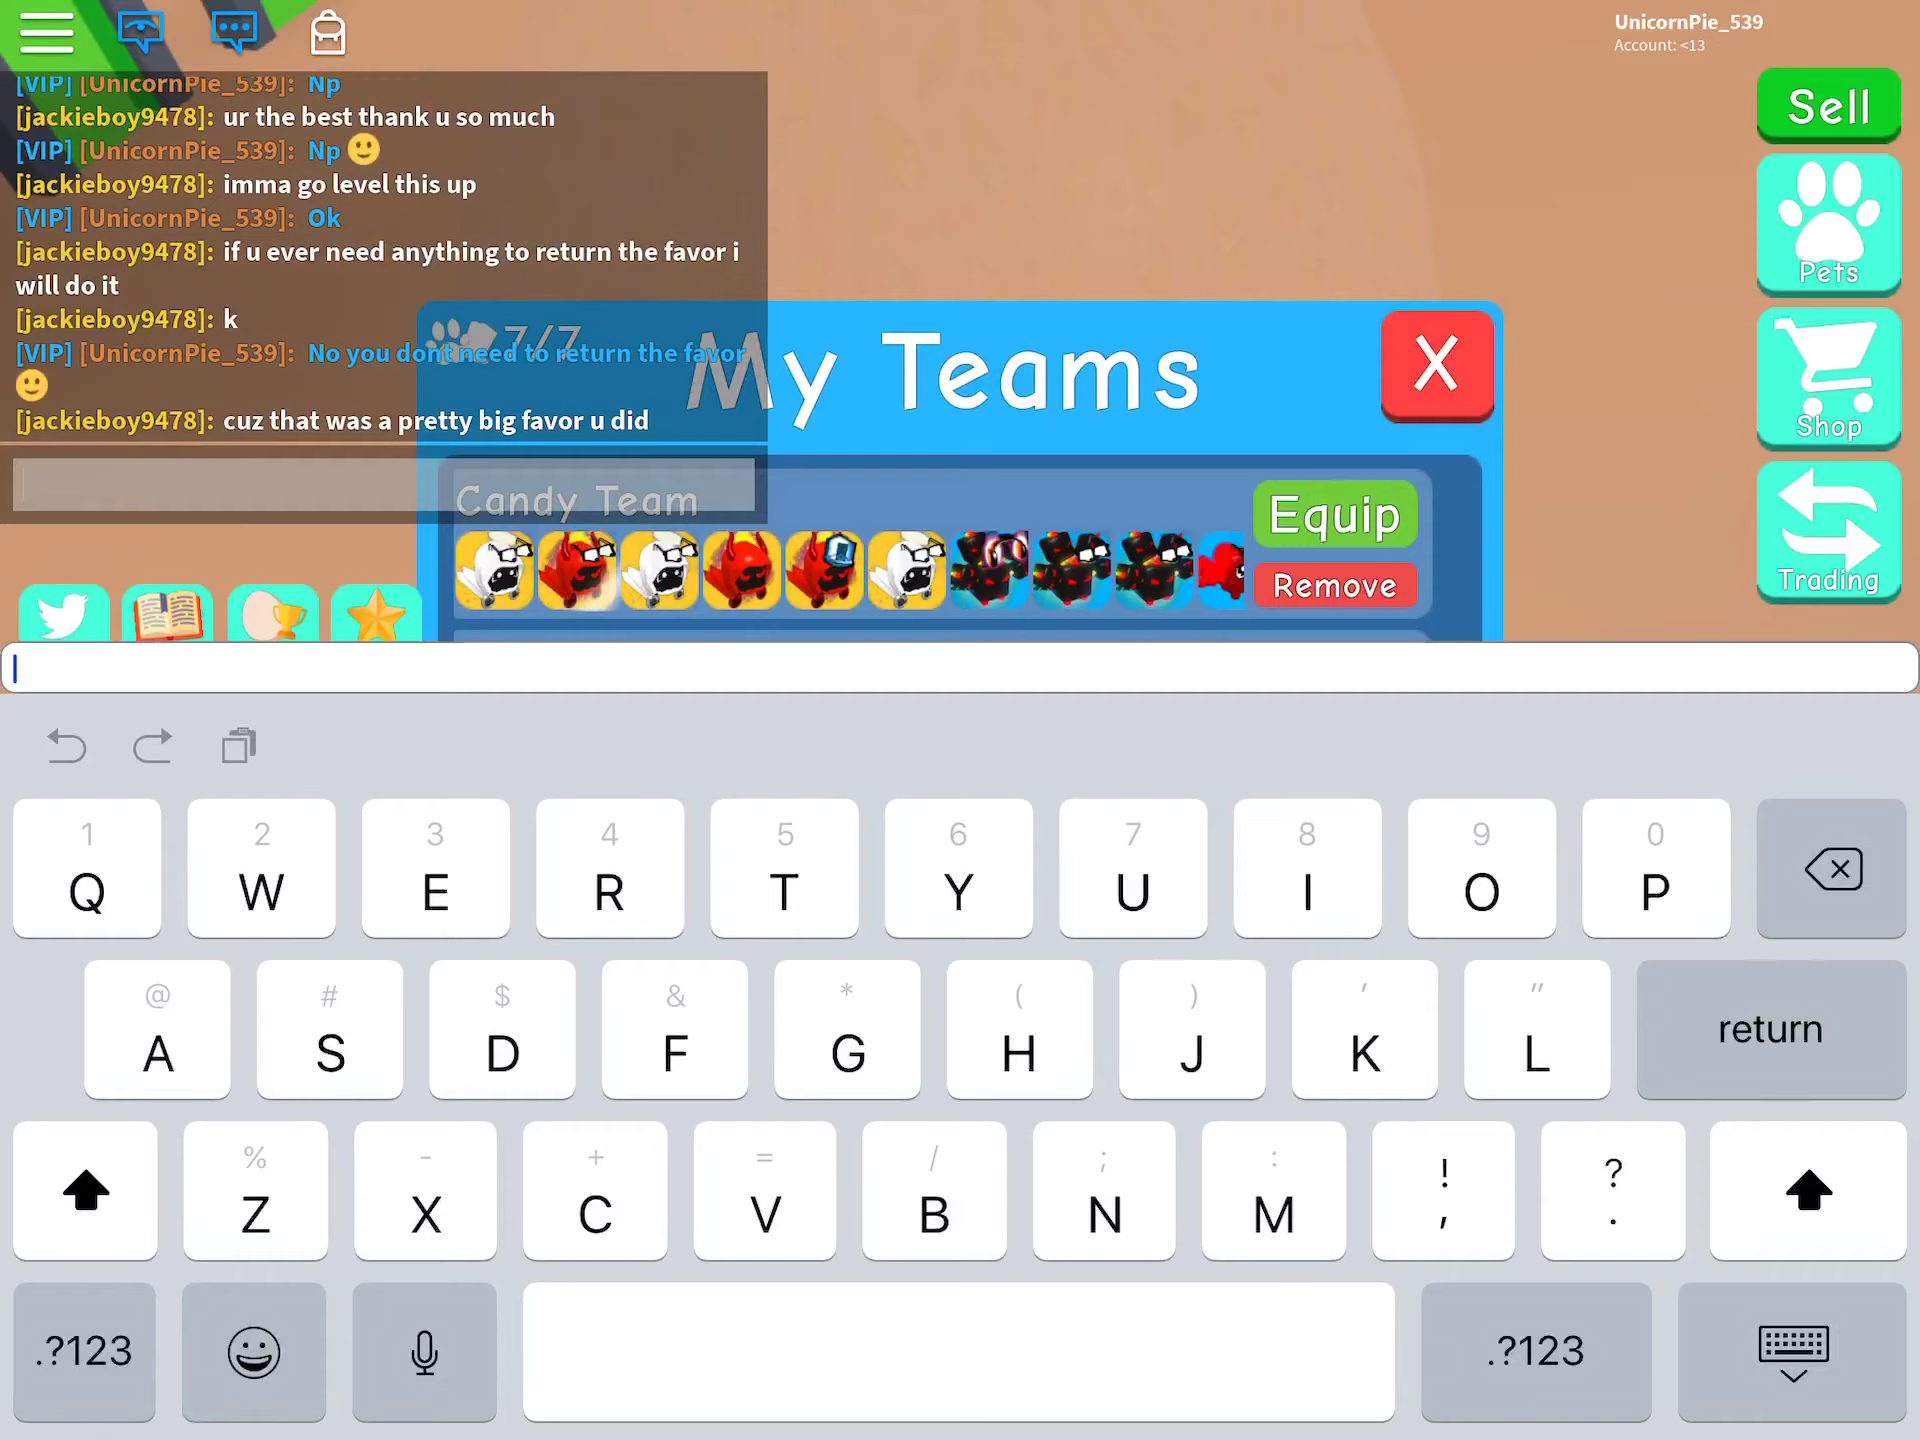 UnicornPie_539
Account: <13
[VIP] [UnicornPie_539]: Np
[jackieboy9478]: ur the best thank u so much
[VIP] [UnicornPie_539]: Np 🙂
[jackieboy9478]: imma go level this up
[VIP] [UnicornPie_539]: Ok
[jackieboy9478]: if u ever need anything to return the favor i
will do it
[jackieboy9478]: k
[VIP] [UnicornPie_539]: No you dont need to return the favor
🙂
[jackieboy9478]: cuz that was a pretty big favor u did
7/7
My Teams
X
Candy Team
Equip
Remove
Sell
Pets
Shop
Trading
1 2 3 4 5 6 7 8 9 0
Q W E R T Y U I O P
@ # $ & * ( ) ' "
A S D F G H J K L return
% - + = / ; : ! ?
Z X C V B N M , .
.?123 .?123